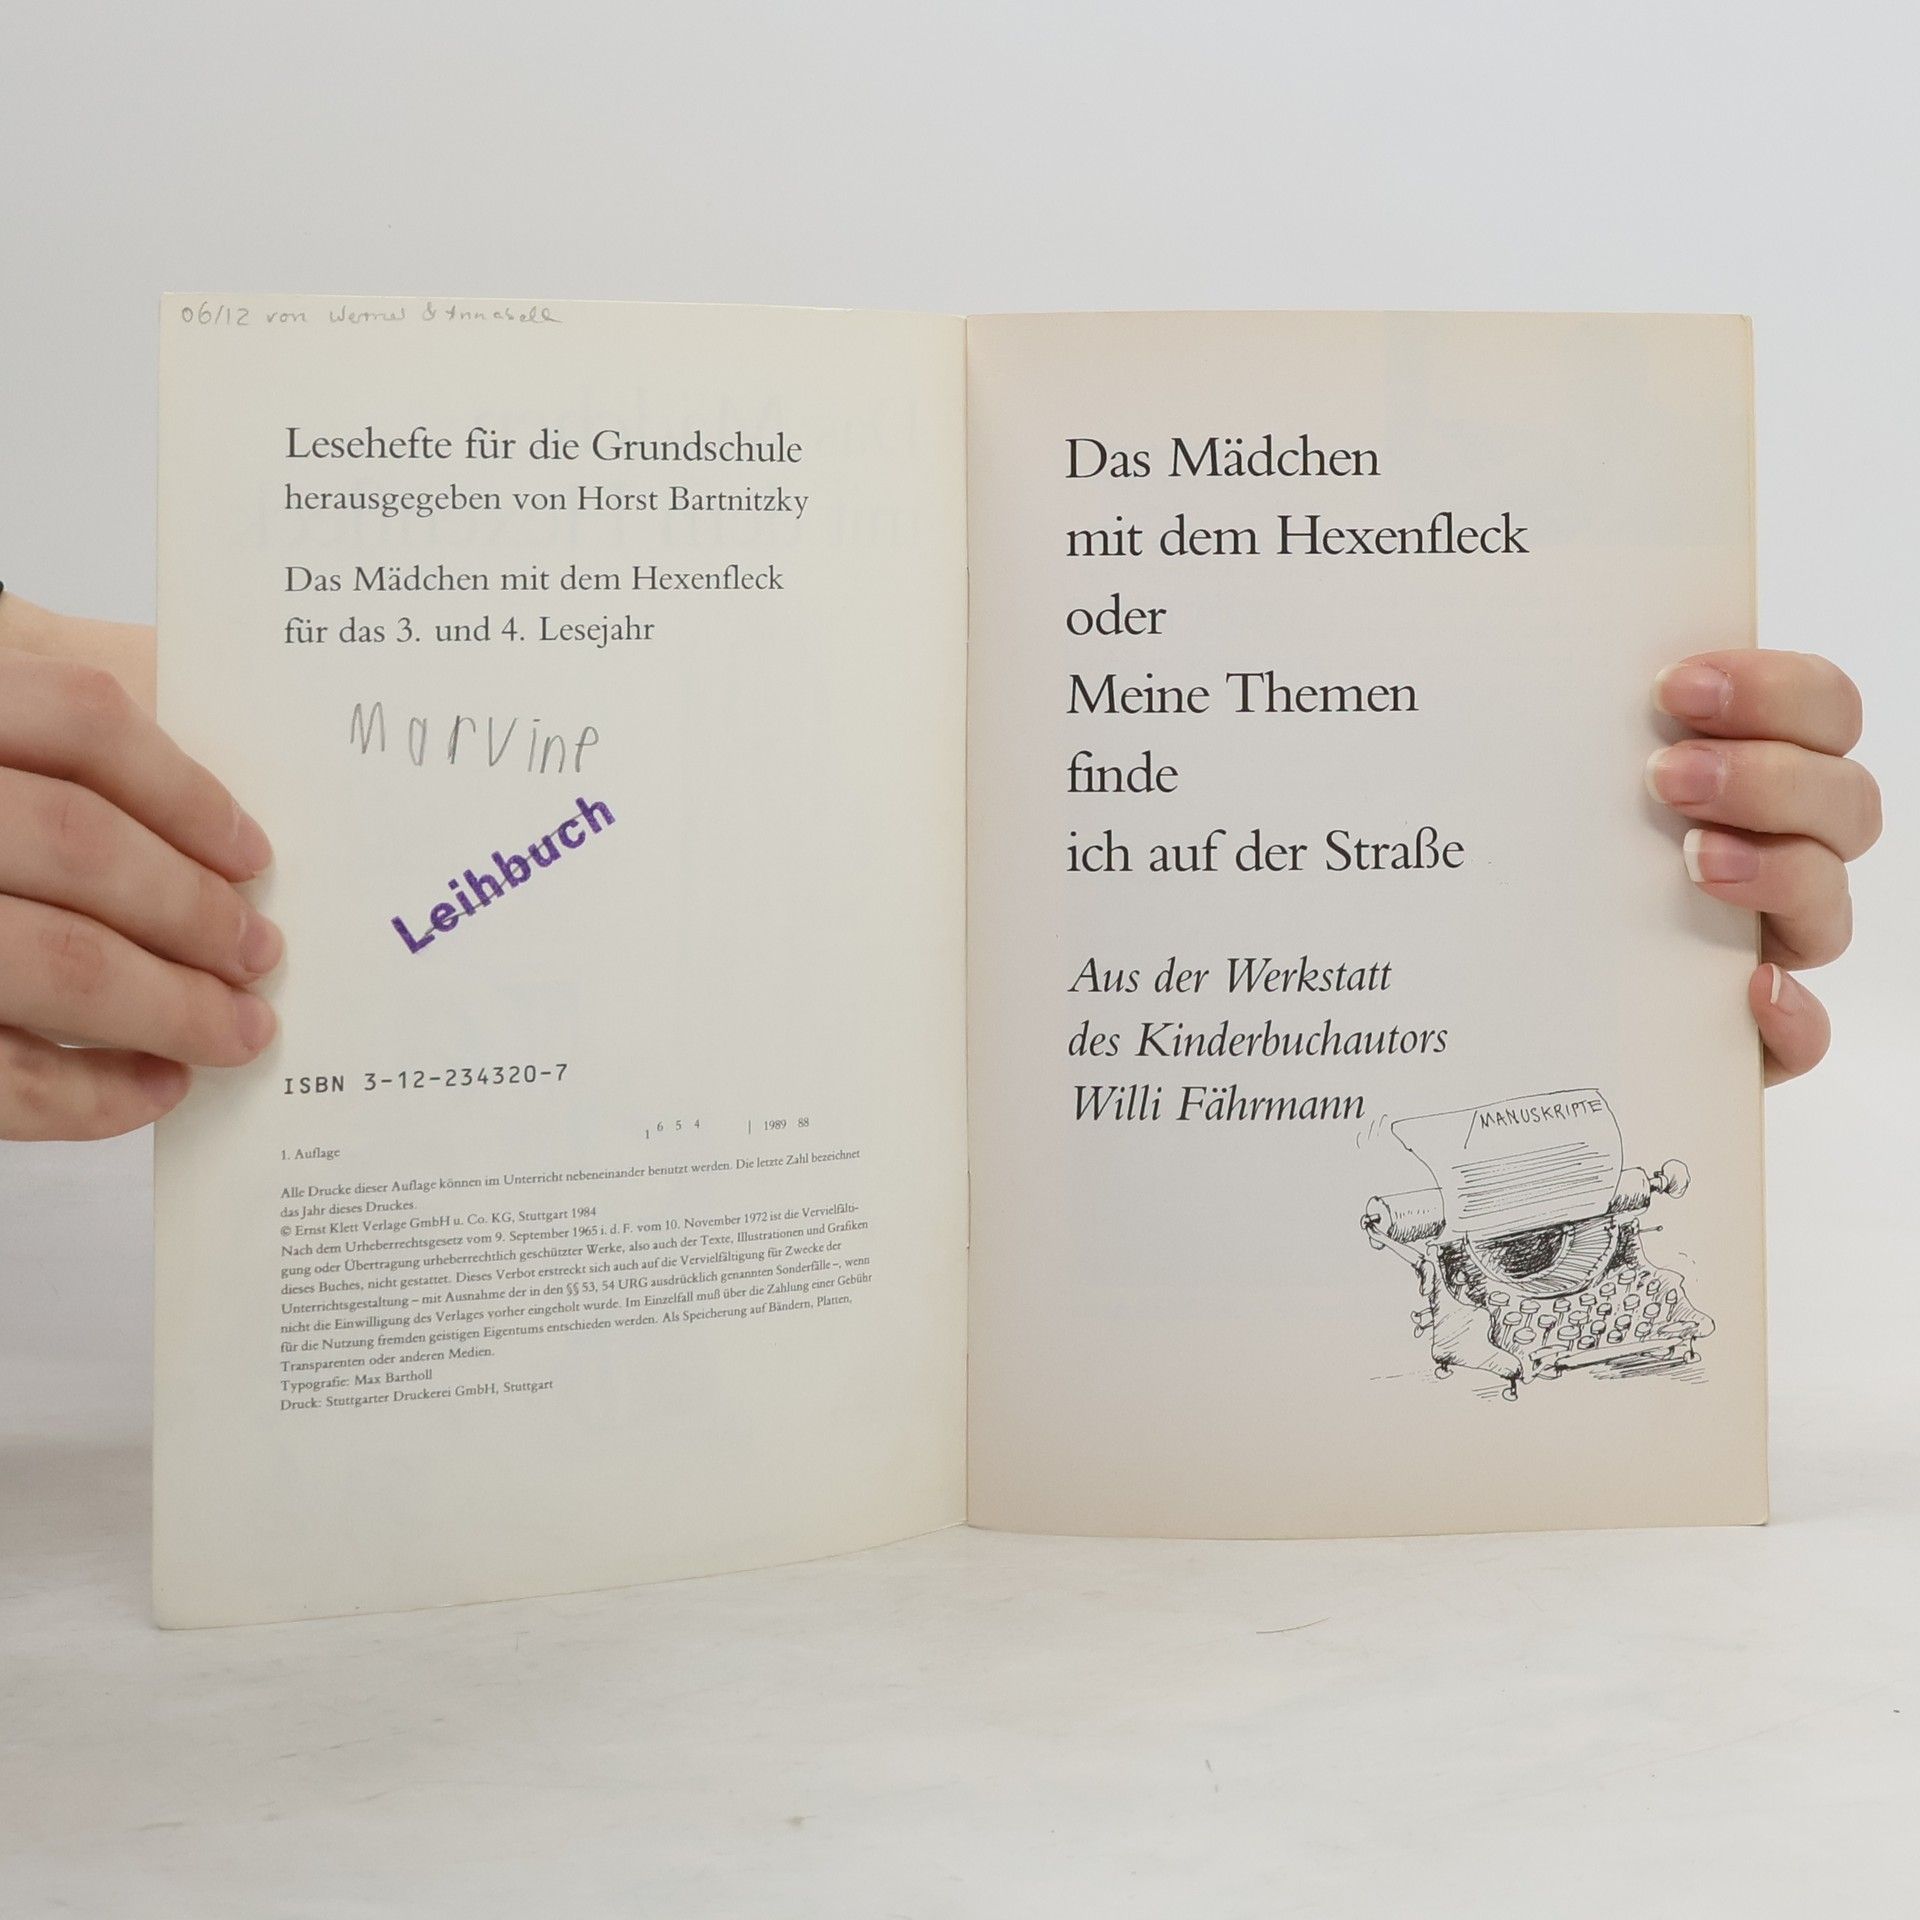 06/12 von Werner & Annabell
Lesehefte für die Grundschule
herausgegeben von Horst Bartnitzky
Das Mädchen mit dem Hexenfleck
für das 3. und 4. Lesejahr
Marvine
Leihbuch
ISBN 3-12-234320-7
1. Auflage 1 6 5 4 | 1989 88
Alle Drucke dieser Auflage können im Unterricht nebeneinander benutzt werden. Die letzte Zahl bezeichnet
das Jahr dieses Druckes.
© Ernst Klett Verlage GmbH u. Co. KG, Stuttgart 1984
Nach dem Urheberrechtsgesetz vom 9. September 1965 i. d. F. vom 10. November 1972 ist die Vervielfälti-
gung oder Übertragung urheberrechtlich geschützter Werke, also auch der Texte, Illustrationen und Grafiken
dieses Buches, nicht gestattet. Dieses Verbot erstreckt sich auch auf die Vervielfältigung für Zwecke der
Unterrichtsgestaltung – mit Ausnahme der in den §§ 53, 54 URG ausdrücklich genannten Sonderfälle –, wenn
nicht die Einwilligung des Verlages vorher eingeholt wurde. Im Einzelfall muß über die Zahlung einer Gebühr
für die Nutzung fremden geistigen Eigentums entschieden werden. Als Speicherung auf Bändern, Platten,
Transparenten oder anderen Medien.
Typografie: Max Bartholl
Druck: Stuttgarter Druckerei GmbH, Stuttgart
Das Mädchen
mit dem Hexenfleck
oder
Meine Themen
finde
ich auf der Straße
Aus der Werkstatt
des Kinderbuchautors
Willi Fährmann
MANUSKRIPTE